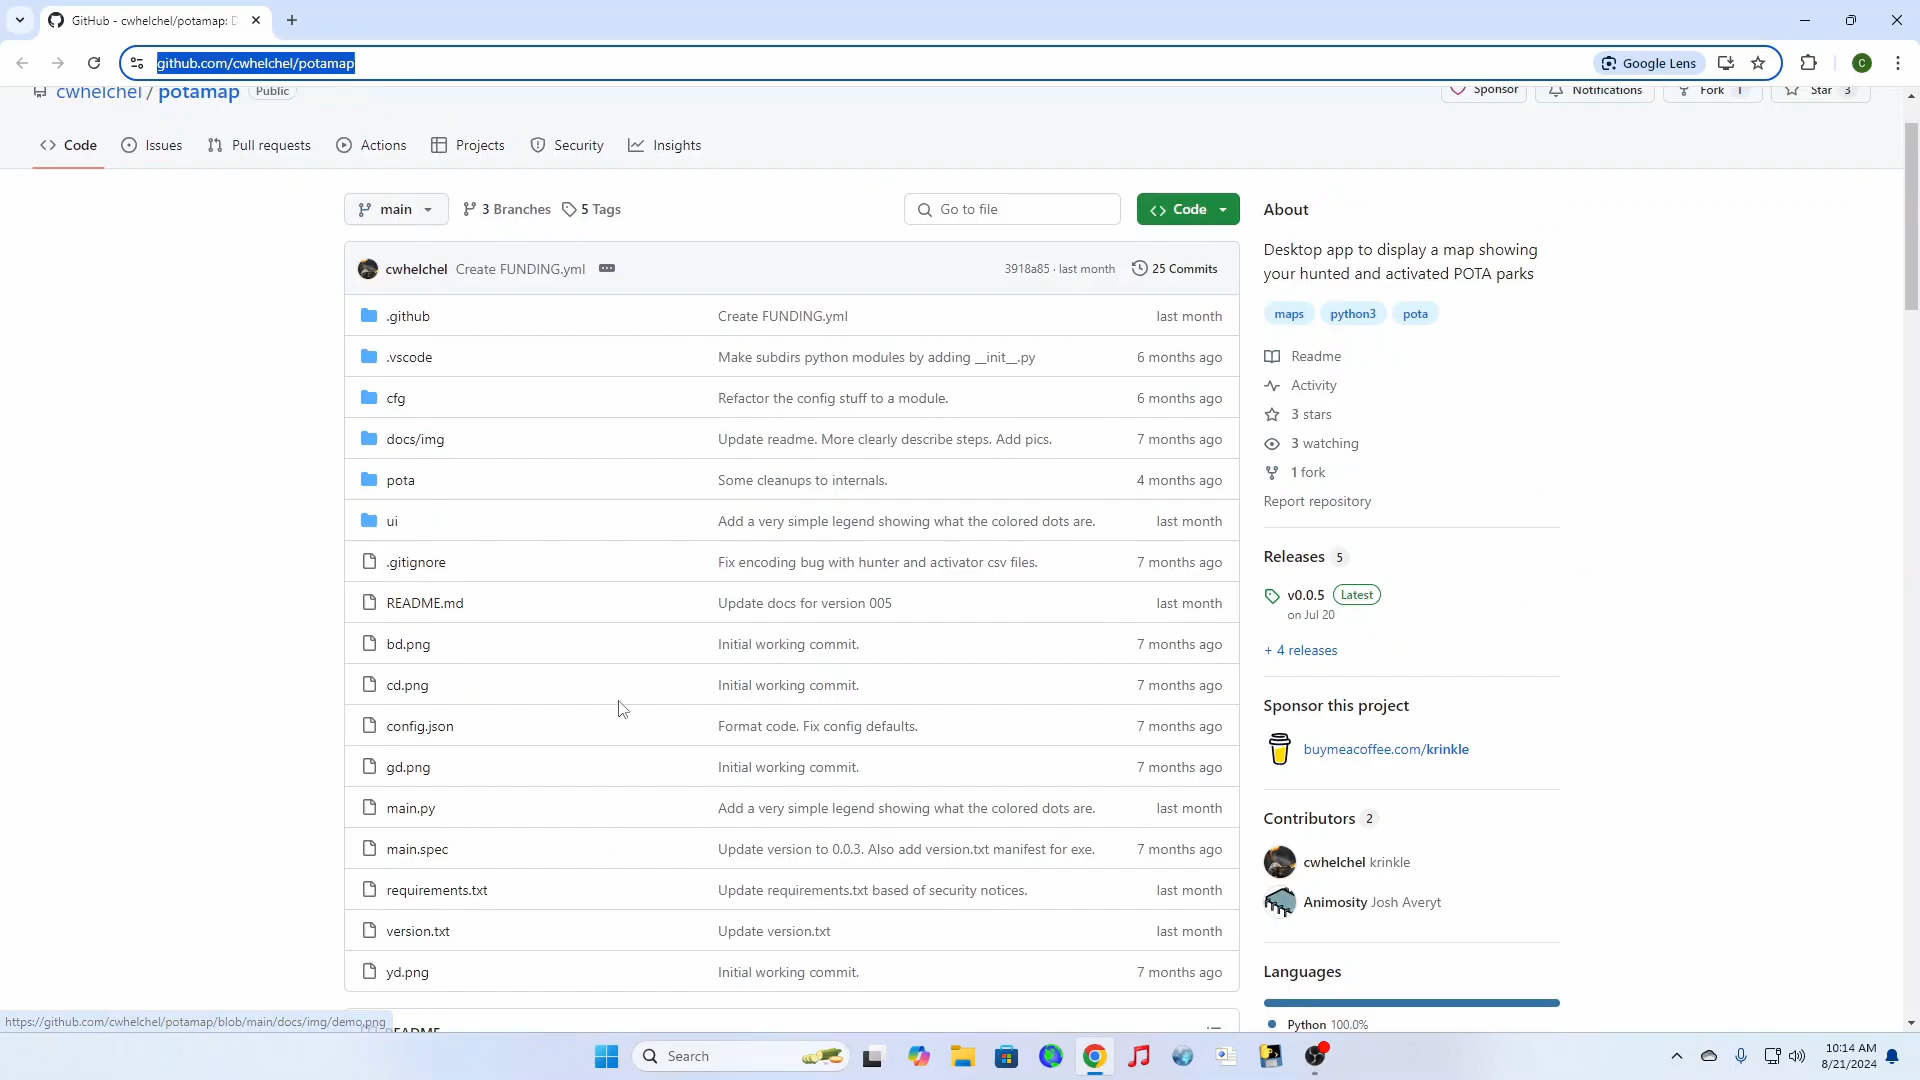 GitHub - cwhelchel/potamap: D
github.com/cwhelchel/potamap
Google Lens
C
cwhelchel / potamap Public
Sponsor
Notifications
Fork 1
Star 3
Code
Issues
Pull requests
Actions
Projects
Security
Insights
main
3 Branches
5 Tags
Go to file
Code
cwhelchel Create FUNDING.yml
3918a85 · last month
25 Commits
.github Create FUNDING.yml last month
.vscode Make subdirs python modules by adding __init__.py 6 months ago
cfg Refactor the config stuff to a module. 6 months ago
docs/img Update readme. More clearly describe steps. Add pics. 7 months ago
pota Some cleanups to internals. 4 months ago
ui Add a very simple legend showing what the colored dots are. last month
.gitignore Fix encoding bug with hunter and activator csv files. 7 months ago
README.md Update docs for version 005 last month
bd.png Initial working commit. 7 months ago
cd.png Initial working commit. 7 months ago
config.json Format code. Fix config defaults. 7 months ago
gd.png Initial working commit. 7 months ago
main.py Add a very simple legend showing what the colored dots are. last month
main.spec Update version to 0.0.3. Also add version.txt manifest for exe. 7 months ago
requirements.txt Update requirements.txt based of security notices. last month
version.txt Update version.txt last month
yd.png Initial working commit. 7 months ago
README
About
Desktop app to display a map showing
your hunted and activated POTA parks
maps python3 pota
Readme
Activity
3 stars
3 watching
1 fork
Report repository
Releases 5
v0.0.5 Latest
on Jul 20
+ 4 releases
Sponsor this project
buymeacoffee.com/krinkle
Contributors 2
cwhelchel krinkle
Animosity Josh Averyt
Languages
Python 100.0%
https://github.com/cwhelchel/potamap/blob/main/docs/img/demo.png
Search
10:14 AM
8/21/2024